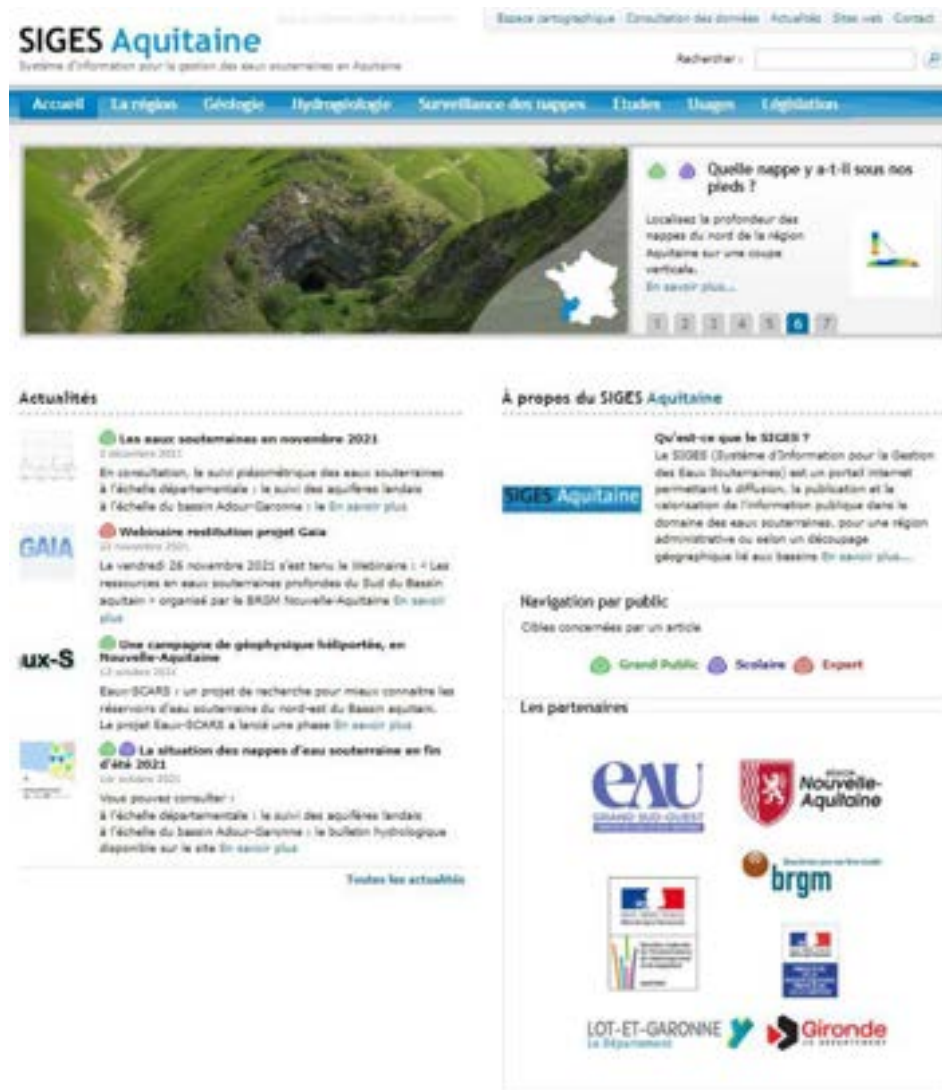 Espace cartographique Consultation des données Actualités Sites web Contact
SIGES Aquitaine
Système d'information pour la gestion des eaux souterraines en Aquitaine
Rechercher :
Accueil La région Géologie Hydrogéologie Surveillance des nappes Etudes Usages Législation
Quelle nappe y a-t-il sous nos
pieds ?
Localisez la profondeur des
nappes du nord de la région
Aquitaine sur une coupe
verticale.
En savoir plus...
1 2 3 4 5 6 7
Actualités
Les eaux souterraines en novembre 2021
2 décembre 2021
En consultation, le suivi piézométrique des eaux souterraines
à l'échelle départementale : le suivi des aquifères landais
à l'échelle du bassin Adour-Garonne : le En savoir plus
GAIA
Webinaire restitution projet Gaia
novembre 2021
Le vendredi 26 novembre 2021 s'est tenu le Webinaire : « Les
ressources en eaux souterraines profondes du Sud du Bassin
aquitain » organisé par le BRGM Nouvelle-Aquitaine En savoir
plus
ux-S
Une campagne de géophysique héliportée, en
Nouvelle-Aquitaine
octobre 2021
Eaux-SCARS : un projet de recherche pour mieux connaître les
réservoirs d'eau souterraine du nord-est du Bassin aquitain.
Le projet Eaux-SCARS a lancé une phase En savoir plus
La situation des nappes d'eau souterraine en fin
d'été 2021
1er octobre 2021
Vous pouvez consulter :
à l'échelle départementale : le suivi des aquifères landais
à l'échelle du bassin Adour-Garonne : le bulletin hydrologique
disponible sur le site En savoir plus
Toutes les actualités
À propos du SIGES Aquitaine
SIGES Aquitaine
Qu'est-ce que le SIGES ?
Le SIGES (Système d'Information pour la Gestion
des Eaux Souterraines) est un portail internet
permettant la diffusion, la publication et la
valorisation de l'information publique dans le
domaine des eaux souterraines, pour une région
administrative ou selon un découpage
géographique lié aux bassins En savoir plus...
Navigation par public
Cibles concernées par un article
Grand Public Scolaire Expert
Les partenaires
eau
GRAND SUD-OUEST
RÉGION
Nouvelle-
Aquitaine
brgm
LOT-ET-GARONNE
Le Département
Gironde
LE DÉPARTEMENT